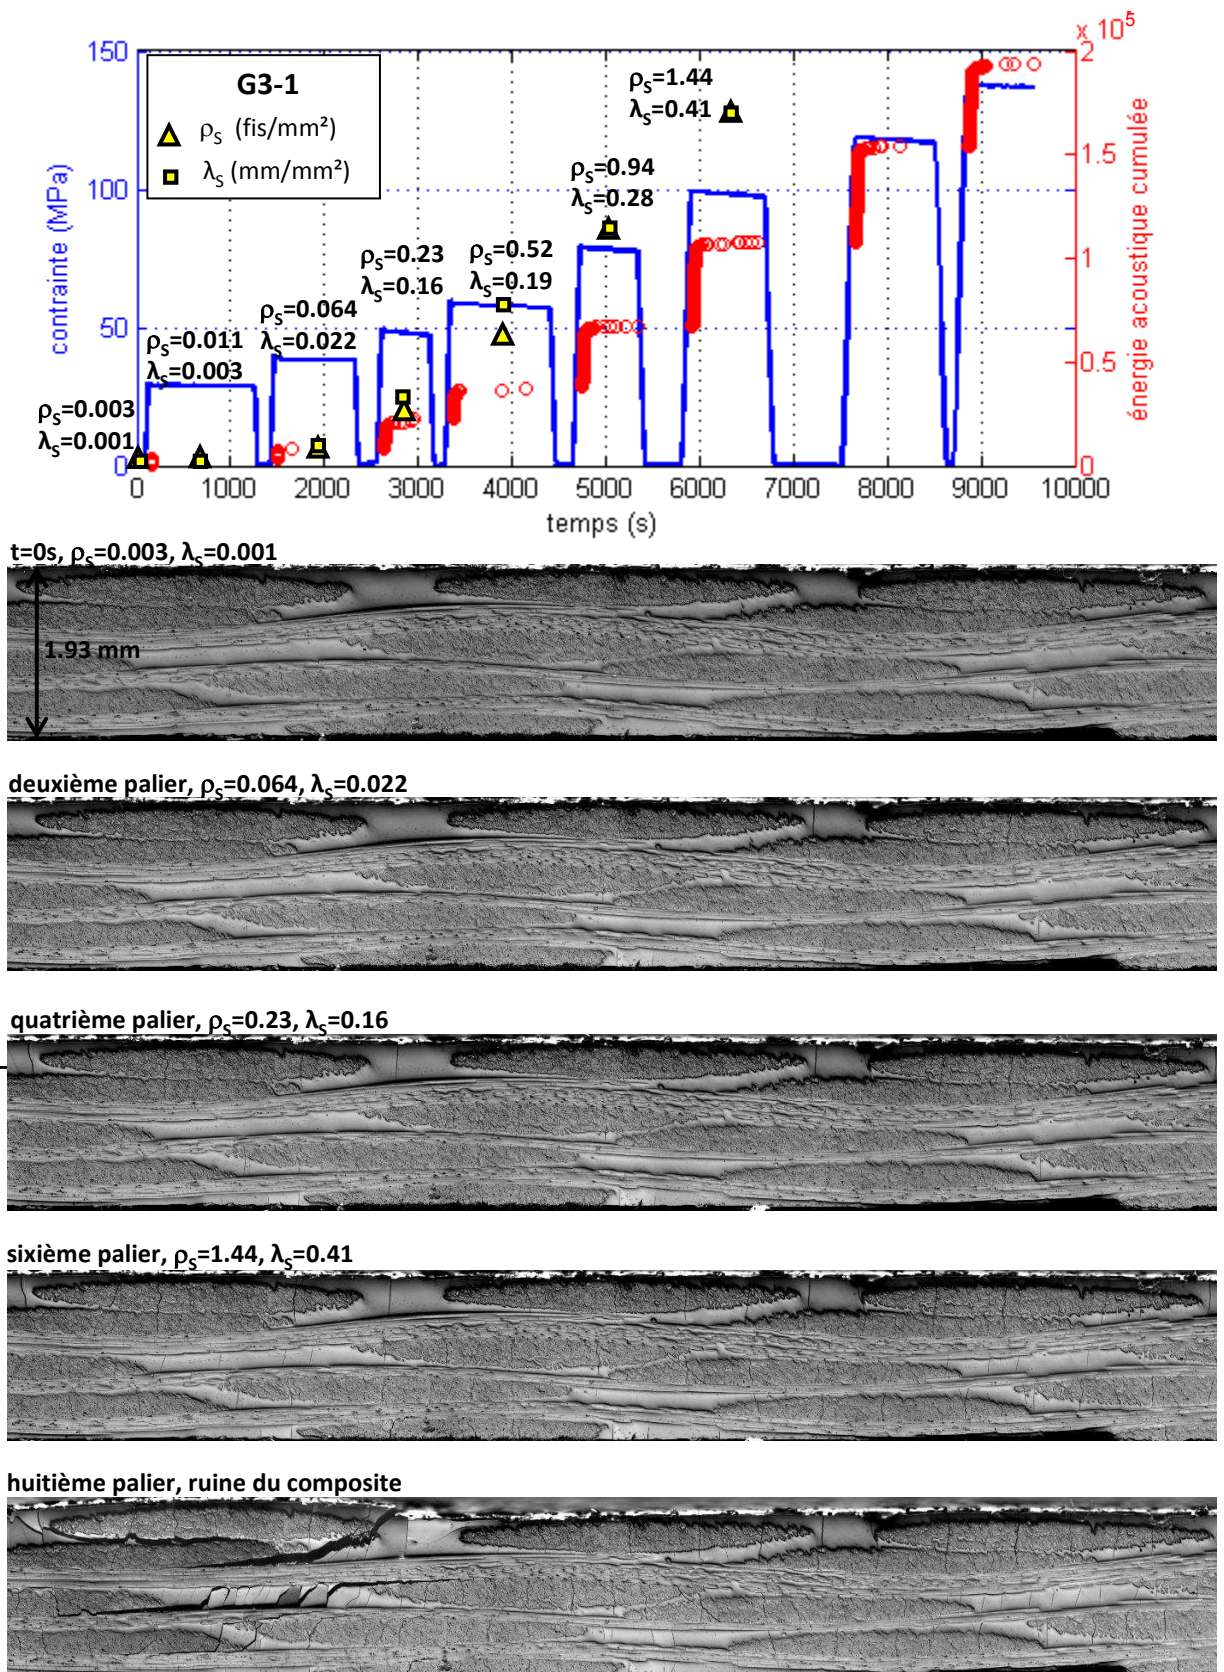 x 10⁵
150
2
G3-1
ρS (fis/mm²)
λS (mm/mm²)
ρS=1.44
λS=0.41
1.5
100
ρS=0.94
λS=0.28
contrainte (MPa)
énergie acoustique cumulée
ρS=0.23
λS=0.16
ρS=0.52
λS=0.19
1
50
ρS=0.064
λS=0.022
ρS=0.011
λS=0.003
0.5
ρS=0.003
λS=0.001
0
0
0 1000 2000 3000 4000 5000 6000 7000 8000 9000 10000
temps (s)
t=0s, ρS=0.003, λS=0.001
1.93 mm
deuxième palier, ρS=0.064, λS=0.022
quatrième palier, ρS=0.23, λS=0.16
sixième palier, ρS=1.44, λS=0.41
huitième palier, ruine du composite